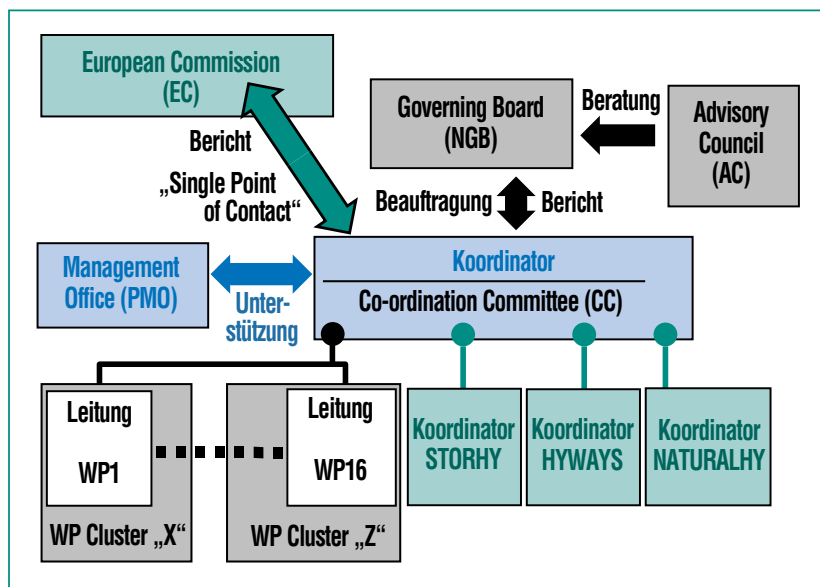 European Commission
(EC)
Governing Board
(NGB)
Beratung
Advisory
Council
(AC)
Bericht
„Single Point
of Contact“
Beauftragung
Bericht
Management
Office (PMO)
Unter-
stützung
Koordinator
Co-ordination Committee (CC)
Leitung
WP1
WP Cluster „X“
Leitung
WP16
WP Cluster „Z“
Koordinator
STORHY
Koordinator
HYWAYS
Koordinator
NATURALHY